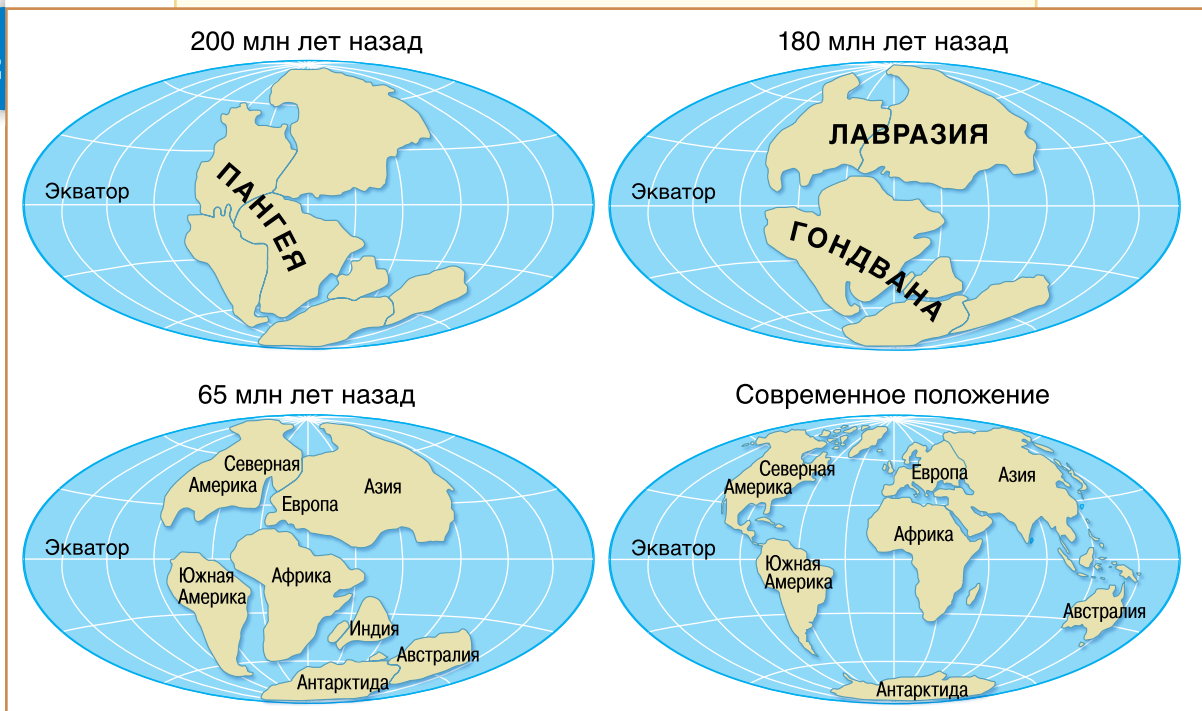 200 млн лет назад
Экватор
ПАНГЕЯ
180 млн лет назад
Экватор
ЛАВРАЗИЯ
ГОНДВАНА
65 млн лет назад
Экватор
Северная
Америка
Европа
Азия
Южная
Америка
Африка
Индия
Австралия
Антарктида
Современное положение
Экватор
Северная
Америка
Европа
Азия
Африка
Южная
Америка
Австралия
Антарктида